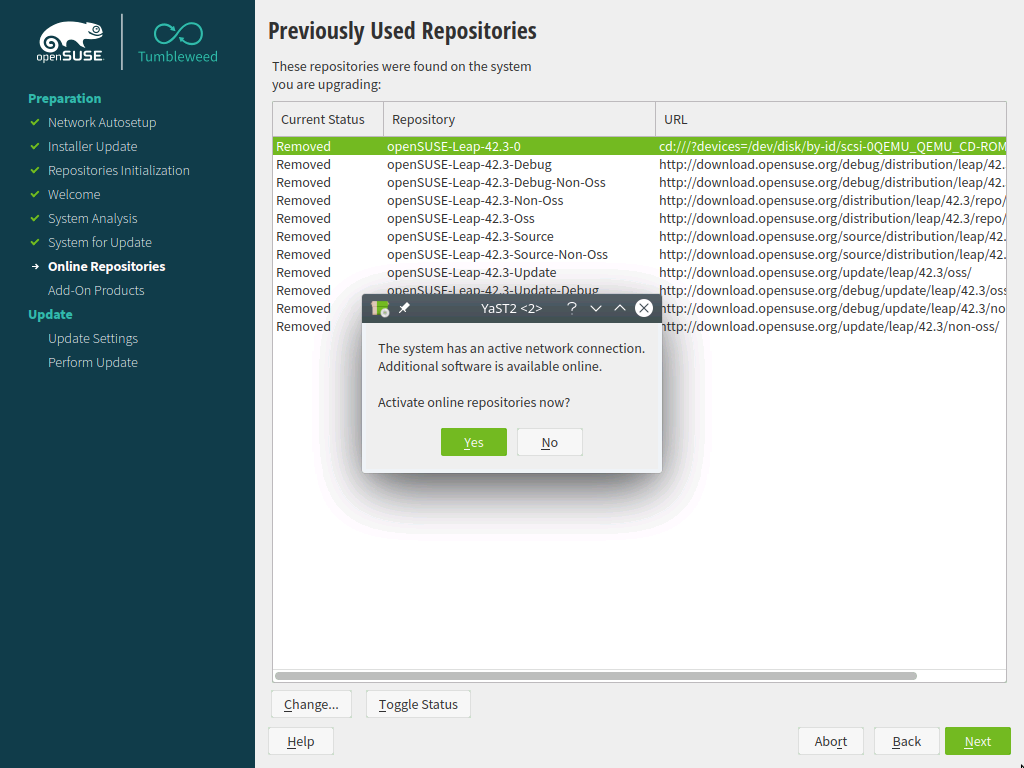 openSUSE
Tumbleweed
Preparation
Network Autosetup
Installer Update
Repositories Initialization
Welcome
System Analysis
System for Update
Online Repositories
Add-On Products
Update
Update Settings
Perform Update
Previously Used Repositories
These repositories were found on the system
you are upgrading:
Current Status Repository URL
Removed openSUSE-Leap-42.3-0 cd:///?devices=/dev/disk/by-id/scsi-0QEMU_QEMU_CD-ROM
Removed openSUSE-Leap-42.3-Debug http://download.opensuse.org/debug/distribution/leap/42.
Removed openSUSE-Leap-42.3-Debug-Non-Oss http://download.opensuse.org/debug/distribution/leap/42.
Removed openSUSE-Leap-42.3-Non-Oss http://download.opensuse.org/distribution/leap/42.3/repo/
Removed openSUSE-Leap-42.3-Oss http://download.opensuse.org/distribution/leap/42.3/repo/
Removed openSUSE-Leap-42.3-Source http://download.opensuse.org/source/distribution/leap/42.
Removed openSUSE-Leap-42.3-Source-Non-Oss http://download.opensuse.org/source/distribution/leap/42.
Removed openSUSE-Leap-42.3-Update http://download.opensuse.org/update/leap/42.3/oss/
Removed openSUSE-Leap-42.3-Update-Debug http://download.opensuse.org/debug/update/leap/42.3/oss
Removed http://download.opensuse.org/debug/update/leap/42.3/no
Removed http://download.opensuse.org/update/leap/42.3/non-oss/
YaST2 <2> ?
The system has an active network connection.
Additional software is available online.
Activate online repositories now?
Yes No
Change... Toggle Status
Help Abort Back Next